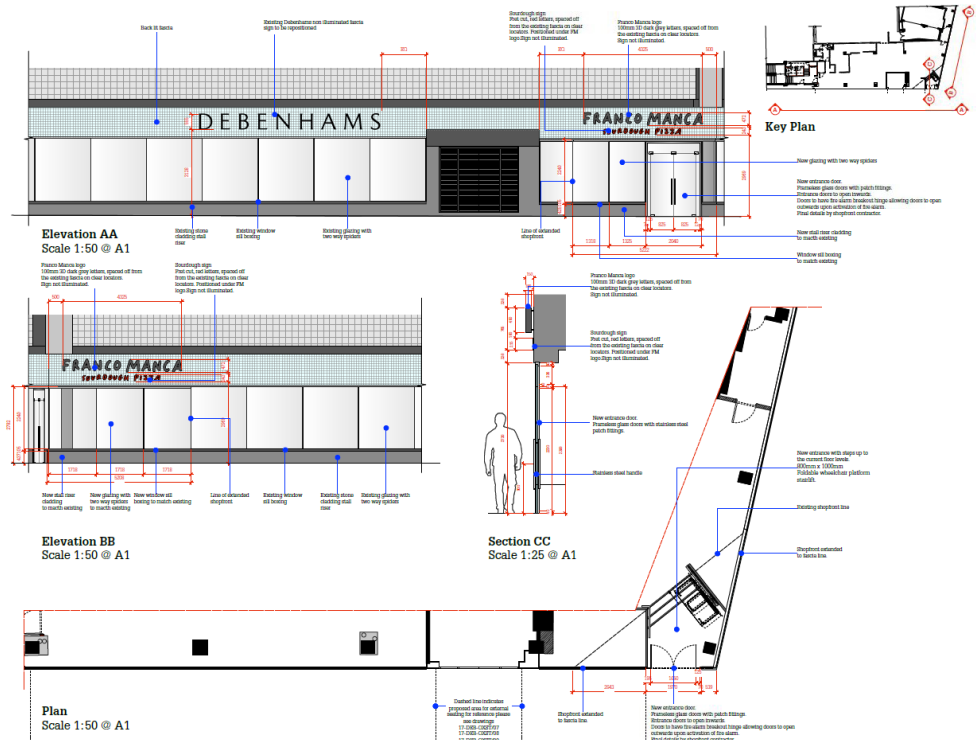 Back lit fascia
Existing Debenhams non illuminated fascia
sign to be repositioned
Sourdough sign
Fret cut, red letters, spaced off
from the existing fascia on clear
locators. Positioned under FM
logo.Sign not illuminated.
Franco Manca logo
100mm 3D dark grey letters, spaced off from
the existing fascia on clear locators
Sign not illuminated.
DEBENHAMS
FRANCO MANCA
SOURDOUGH PIZZA
Key Plan
New glazing with two way spiders
New entrance door.
Frameless glass doors with patch fittings.
Entrance doors to open inwards.
Doors to have fire alarm breakout hinge allowing doors to open
outwards upon activation of fire alarm.
Final details by shopfront contractor.
New stall riser cladding
to match existing
Window sill boxing
to match existing
Elevation AA
Scale 1:50 @ A1
Existing stone
cladding stall
riser
Existing window
sill boxing
Existing glazing with
two way spiders
Line of extended
shopfront.
Franco Manca logo
100mm 3D dark grey letters, spaced off from
the existing fascia on clear locators.
Sign not illuminated.
Sourdough sign
Fret cut, red letters, spaced off
from the existing fascia on clear
locators. Positioned under FM
logo.Sign not illuminated.
FRANCO MANCA
SOURDOUGH PIZZA
New stall riser
cladding
to match existing
New glazing with
two way spiders
to match existing
New window sill
boxing to match existing
Line of extended
shopfront.
Existing window
sill boxing
Existing stone
cladding stall
riser
Existing glazing with
two way spiders
Elevation BB
Scale 1:50 @ A1
Franco Manca logo
100mm 3D dark grey letters, spaced off from
the existing fascia on clear locators.
Sign not illuminated.
Sourdough sign
Fret cut, red letters, spaced off
from the existing fascia on clear
locators. Positioned under FM
logo.Sign not illuminated.
New entrance door.
Frameless glass doors with stainless steel
patch fittings.
Stainless steel handle
Section CC
Scale 1:25 @ A1
New entrance with steps up to
the current floor levels.
800mm x 1000mm
Foldable wheelchair platform
stairlift.
Existing shopfront line
Shopfront extended
to fascia line.
Plan
Scale 1:50 @ A1
Dashed line indicates
proposed area for external
seating for reference please
see drawings
Shopfront extended
to fascia line.
New entrance door.
Frameless glass doors with patch fittings.
Entrance doors to open inwards.
Doors to have fire alarm breakout hinge allowing doors to open
outwards upon activation of fire alarm.
Final details by shopfront contractor.